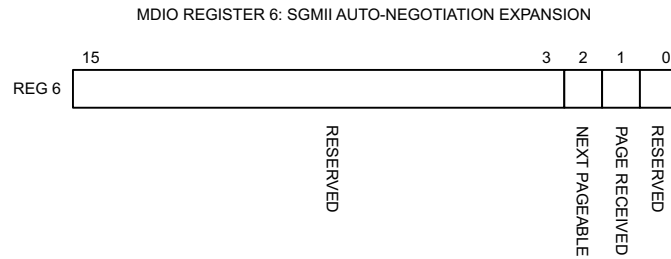 MDIO REGISTER 6: SGMII AUTO-NEGOTIATION EXPANSION
15 3 2 1 0
REG 6
RESERVED
NEXT PAGEABLE
PAGE RECEIVED
RESERVED